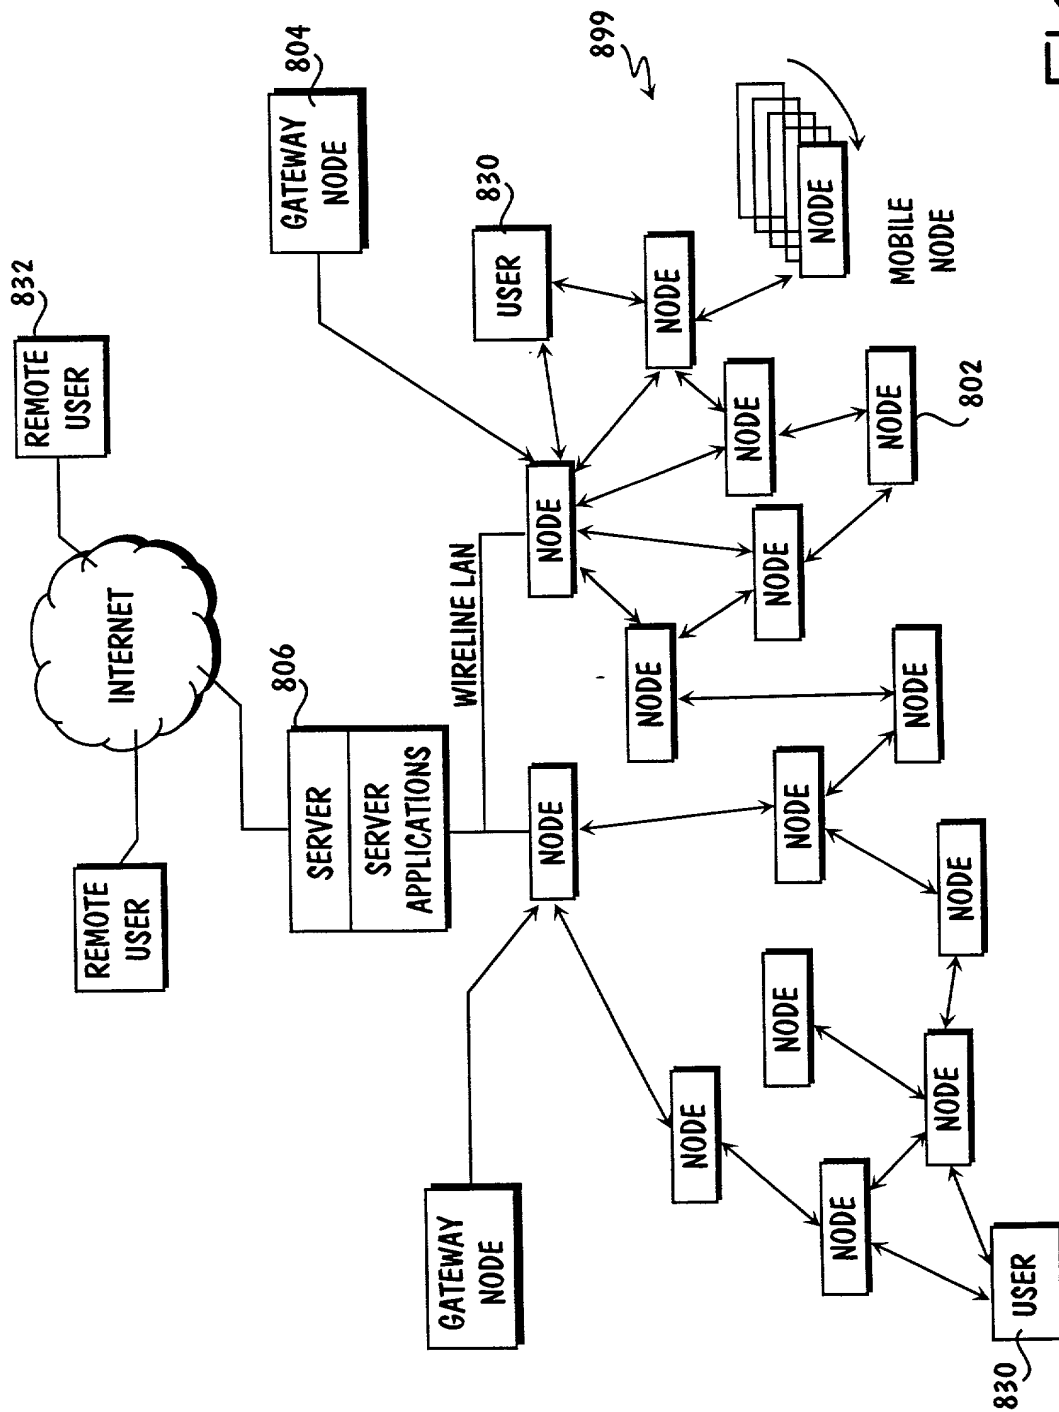 832
REMOTE
USER
REMOTE
USER
INTERNET
806
SERVER
SERVER
APPLICATIONS
804
GATEWAY
NODE
WIRELINE LAN
GATEWAY
NODE
830
USER
899
NODE
NODE
NODE
NODE
NODE
NODE
NODE
NODE
NODE
NODE
MOBILE
NODE
NODE
NODE
802
NODE
NODE
NODE
USER
830